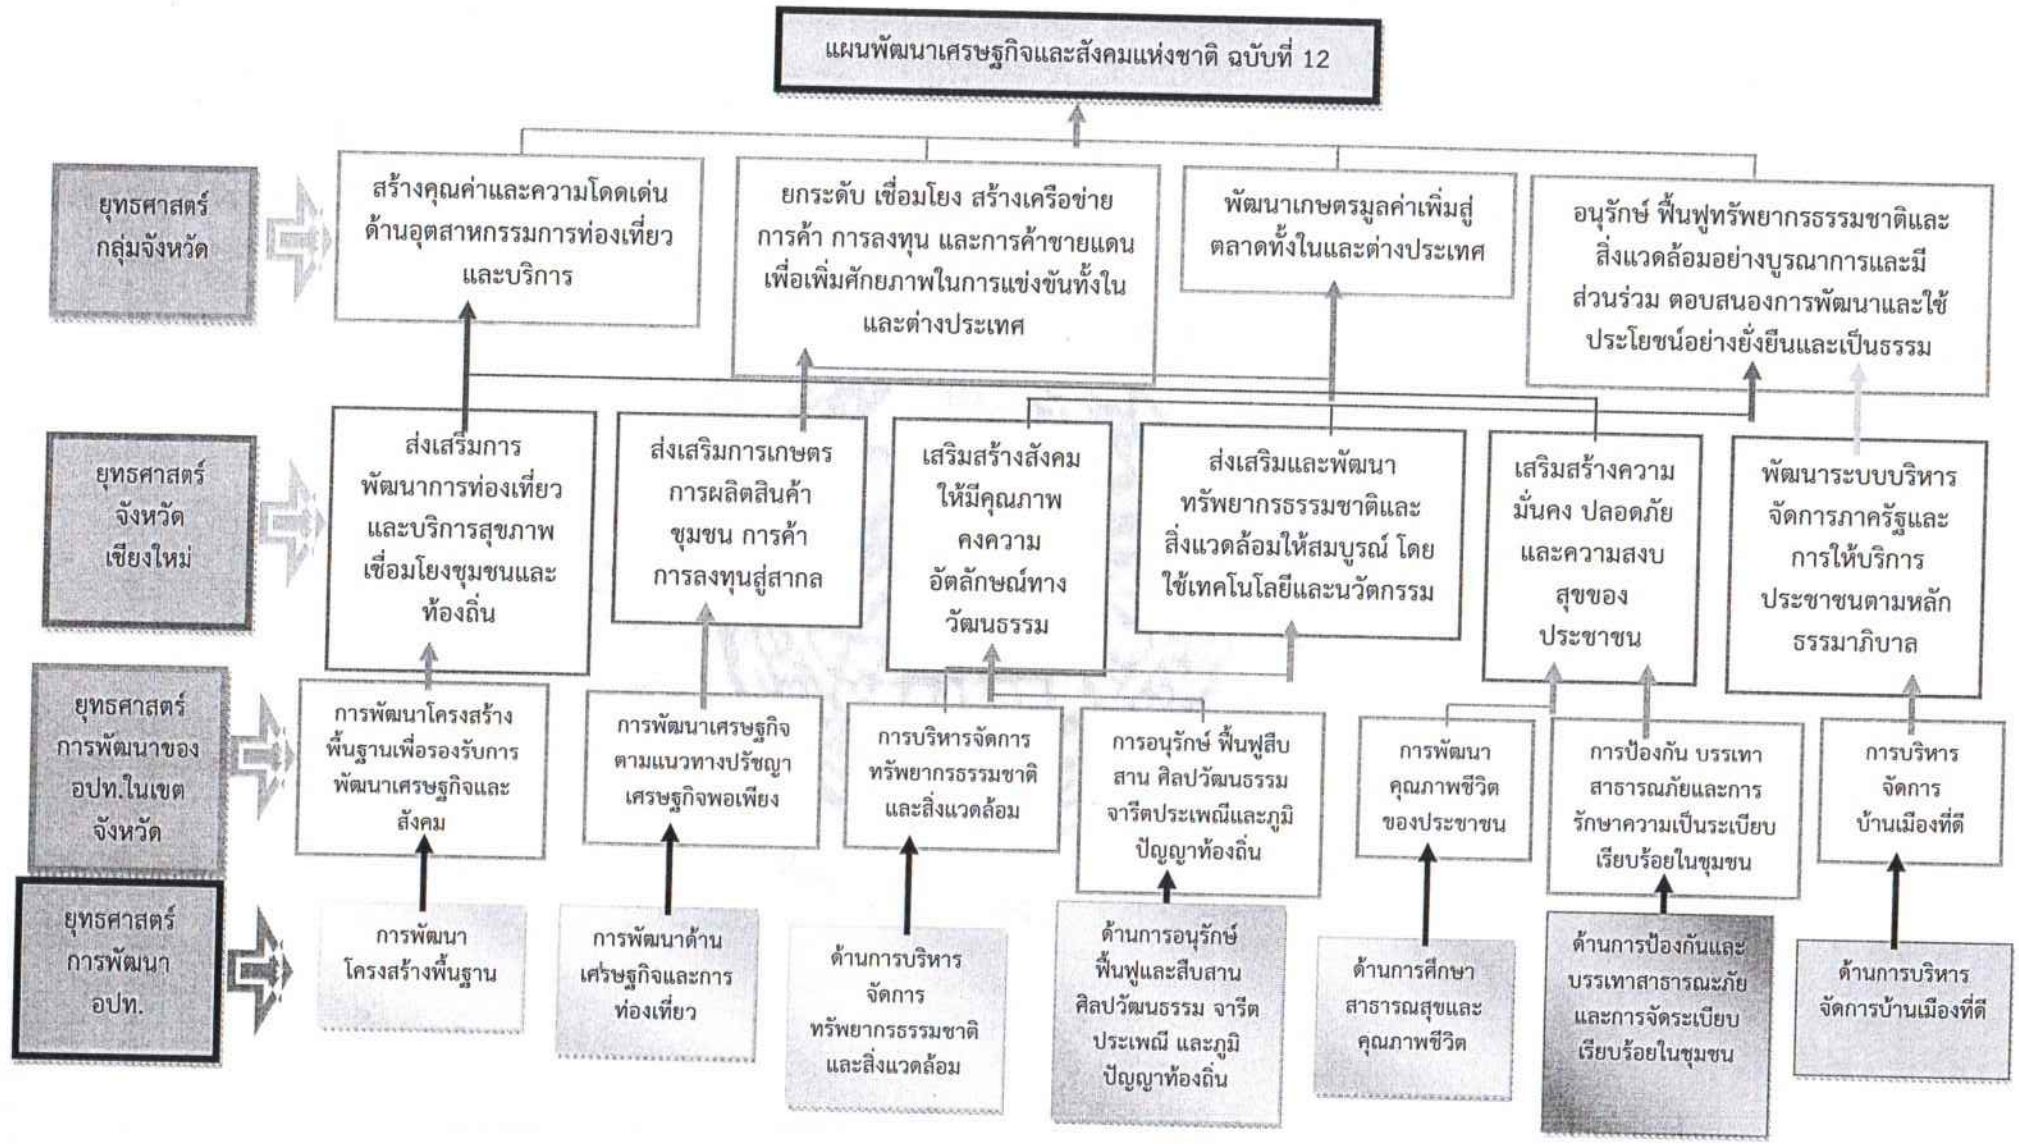 แผนพัฒนาเศรษฐกิจและสังคมแห่งชาติ ฉบับที่ 12
ยุทธศาสตร์
กลุ่มจังหวัด
สร้างคุณค่าและความโดดเด่น
ด้านอุตสาหกรรมการท่องเที่ยว
และบริการ
ยกระดับ เชื่อมโยง สร้างเครือข่าย
การค้า การลงทุน และการค้าชายแดน
เพื่อเพิ่มศักยภาพในการแข่งขันทั้งใน
และต่างประเทศ
พัฒนาเกษตรมูลค่าเพิ่มสู่
ตลาดทั้งในและต่างประเทศ
อนุรักษ์ ฟื้นฟูทรัพยากรธรรมชาติและ
สิ่งแวดล้อมอย่างบูรณาการและมี
ส่วนร่วม ตอบสนองการพัฒนาและใช้
ประโยชน์อย่างยั่งยืนและเป็นธรรม
ยุทธศาสตร์
จังหวัด
เชียงใหม่
ส่งเสริมการ
พัฒนาการท่องเที่ยว
และบริการสุขภาพ
เชื่อมโยงชุมชนและ
ท้องถิ่น
ส่งเสริมการเกษตร
การผลิตสินค้า
ชุมชน การค้า
การลงทุนสู่สากล
เสริมสร้างสังคม
ให้มีคุณภาพ
คงความ
อัตลักษณ์ทาง
วัฒนธรรม
ส่งเสริมและพัฒนา
ทรัพยากรธรรมชาติและ
สิ่งแวดล้อมให้สมบูรณ์ โดย
ใช้เทคโนโลยีและนวัตกรรม
เสริมสร้างความ
มั่นคง ปลอดภัย
และความสงบ
สุขของ
ประชาชน
พัฒนาระบบบริหาร
จัดการภาครัฐและ
การให้บริการ
ประชาชนตามหลัก
ธรรมาภิบาล
ยุทธศาสตร์
การพัฒนาของ
อปท.ในเขต
จังหวัด
การพัฒนาโครงสร้าง
พื้นฐานเพื่อรองรับการ
พัฒนาเศรษฐกิจและ
สังคม
การพัฒนาเศรษฐกิจ
ตามแนวทางปรัชญา
เศรษฐกิจพอเพียง
การบริหารจัดการ
ทรัพยากรธรรมชาติ
และสิ่งแวดล้อม
การอนุรักษ์ ฟื้นฟูสืบ
สาน ศิลปวัฒนธรรม
จารีตประเพณีและภูมิ
ปัญญาท้องถิ่น
การพัฒนา
คุณภาพชีวิต
ของประชาชน
การป้องกัน บรรเทา
สาธารณภัยและการ
รักษาความเป็นระเบียบ
เรียบร้อยในชุมชน
การบริหาร
จัดการ
บ้านเมืองที่ดี
ยุทธศาสตร์
การพัฒนา
อปท.
การพัฒนา
โครงสร้างพื้นฐาน
การพัฒนาด้าน
เศรษฐกิจและการ
ท่องเที่ยว
ด้านการบริหาร
จัดการ
ทรัพยากรธรรมชาติ
และสิ่งแวดล้อม
ด้านการอนุรักษ์
ฟื้นฟูและสืบสาน
ศิลปวัฒนธรรม จารีต
ประเพณี และภูมิ
ปัญญาท้องถิ่น
ด้านการศึกษา
สาธารณสุขและ
คุณภาพชีวิต
ด้านการป้องกันและ
บรรเทาสาธารณะภัย
และการจัดระเบียบ
เรียบร้อยในชุมชน
ด้านการบริหาร
จัดการบ้านเมืองที่ดี